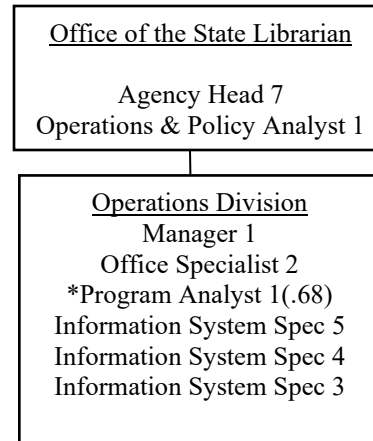 Office of the State Librarian
Agency Head 7
Operations & Policy Analyst 1
Operations Division
Manager 1
Office Specialist 2
*Program Analyst 1(.68)
Information System Spec 5
Information System Spec 4
Information System Spec 3